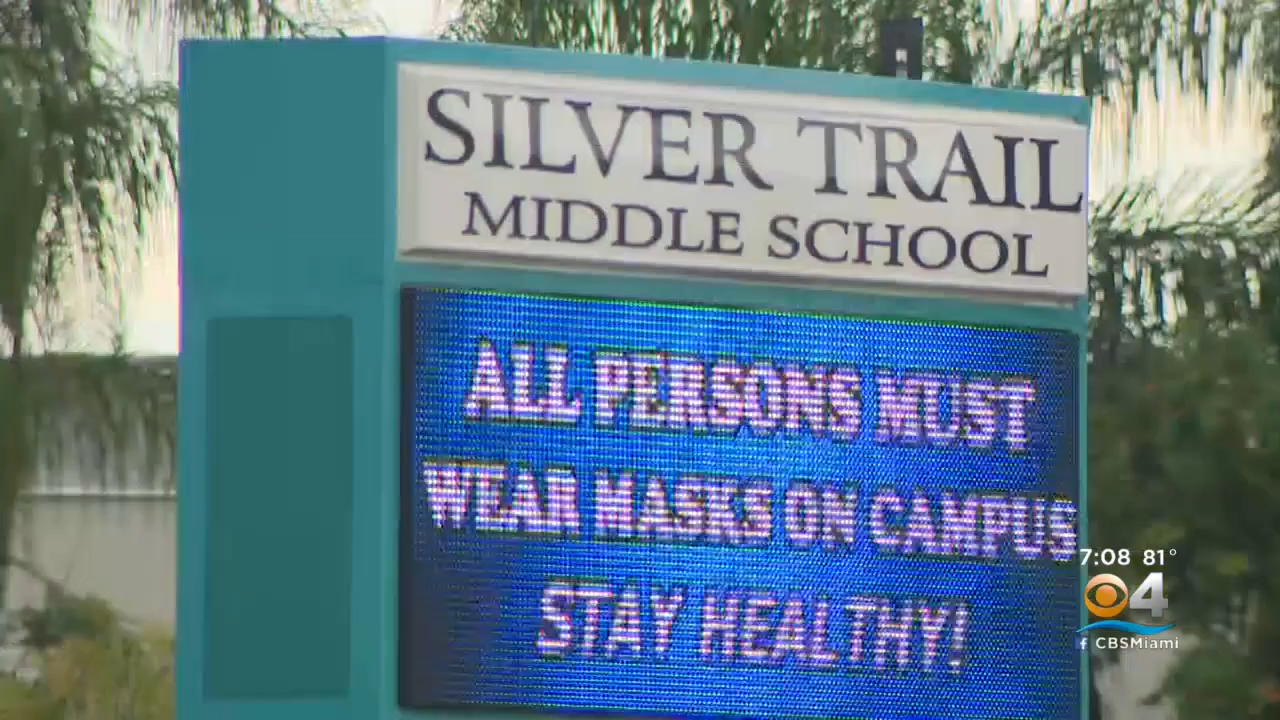 SILVER TRAIL
MIDDLE SCHOOL
ALL PERSONS MUST
WEAR MASKS ON CAMPUS
STAY HEALTHY!
7:08 81°
4
f CBSMiami